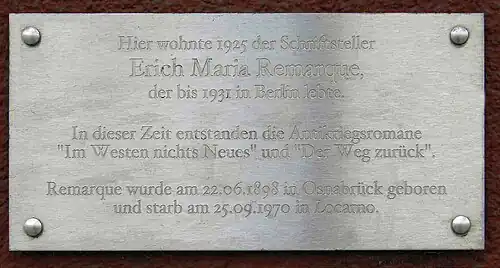 Hier wohnte 1925 der Schriftsteller
Erich Maria Remarque,
der bis 1931 in Berlin lebte.
In dieser Zeit entstanden die Antikriegsromane
"Im Westen nichts Neues" und "Der Weg zurück".
Remarque wurde am 22.06.1898 in Osnabrück geboren
und starb am 25.09.1970 in Locarno.